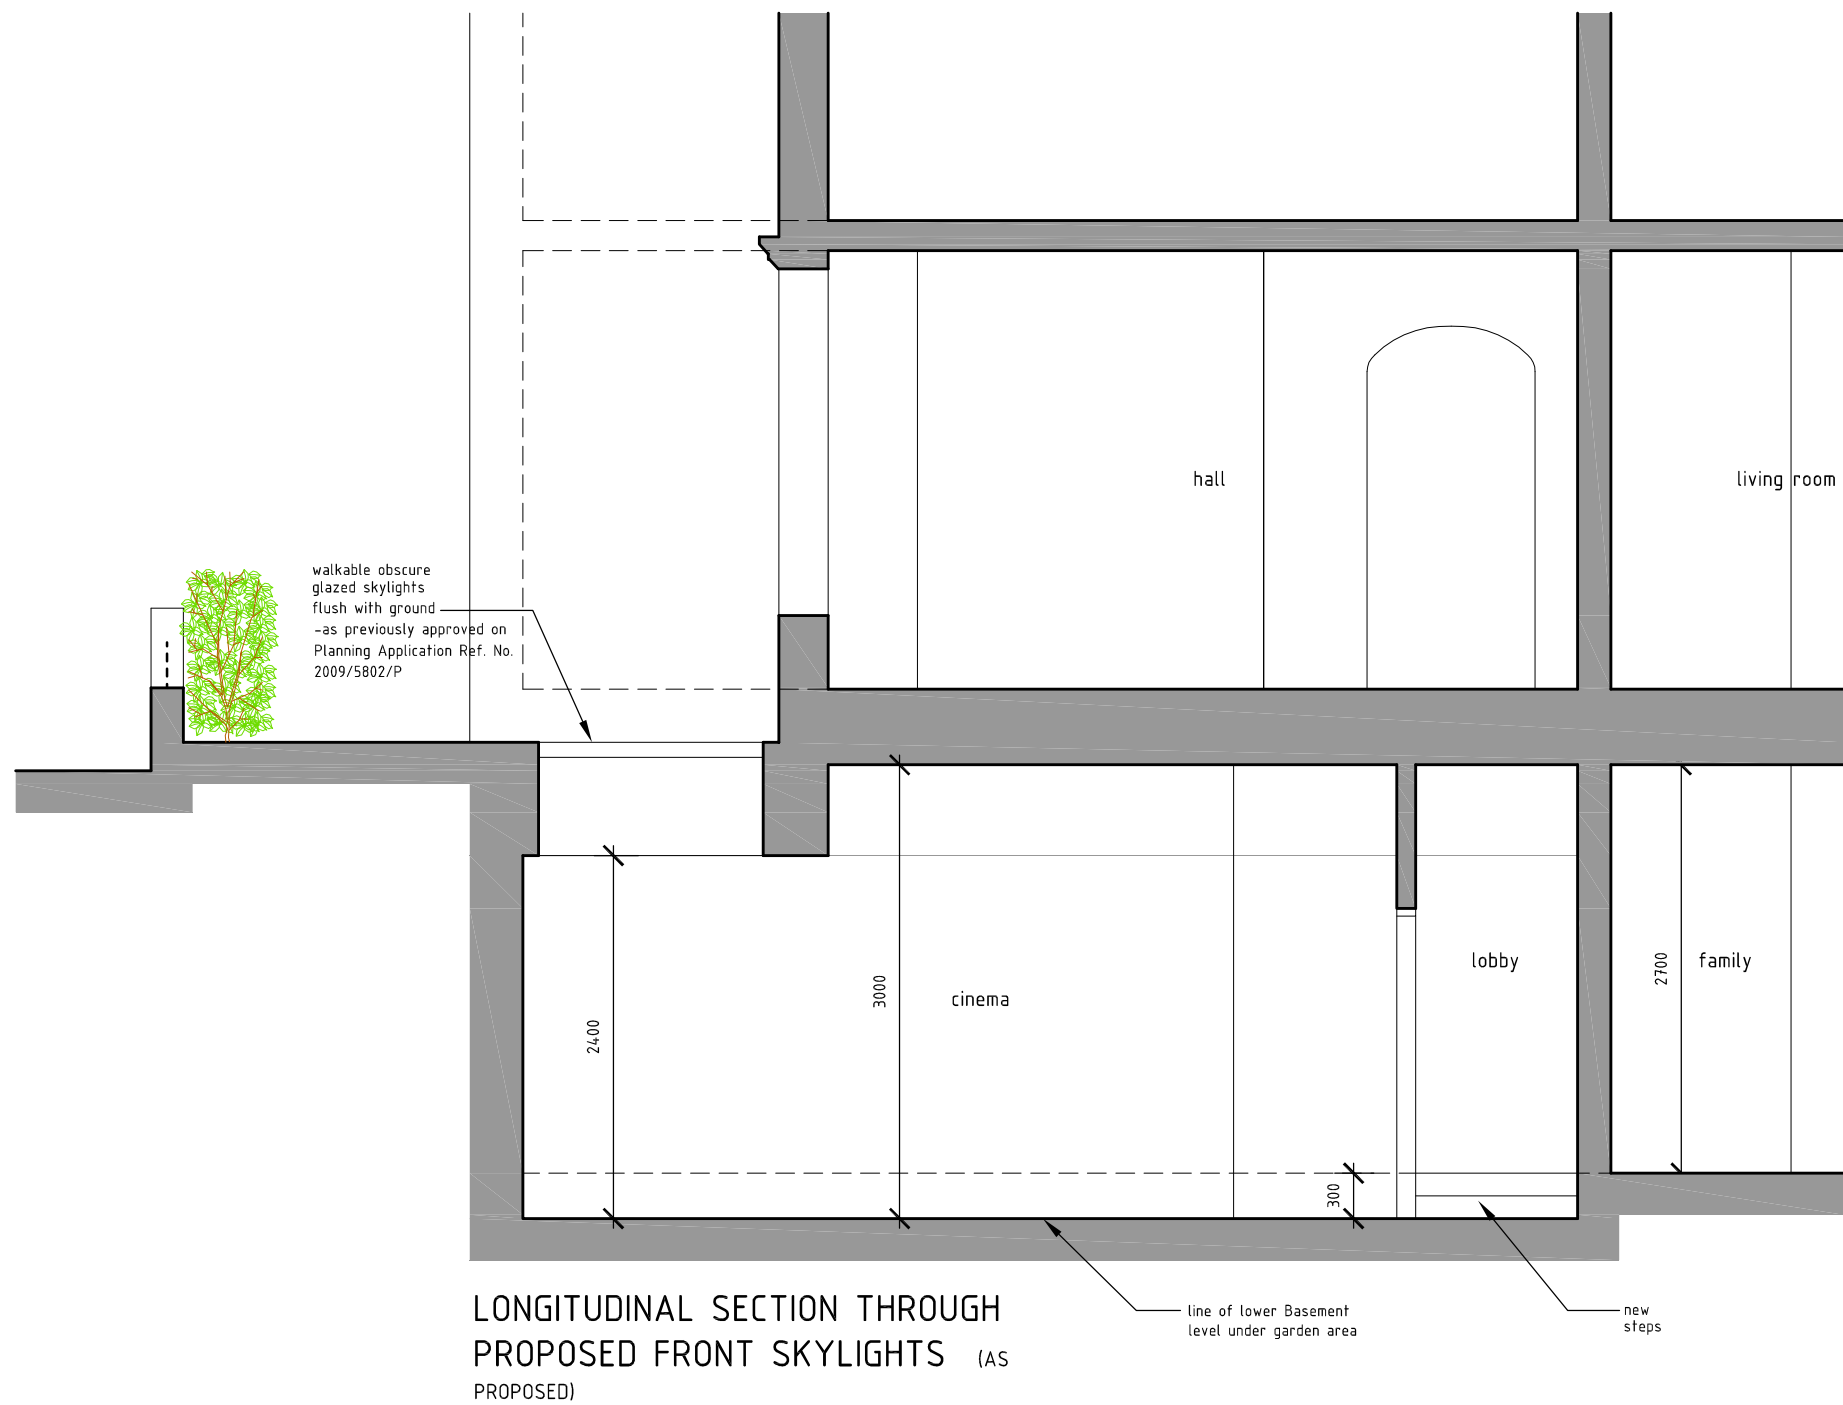 hall
living room
walkable obscure
glazed skylights
flush with ground
-as previously approved on
Planning Application Ref. No.
2009/5802/P
lobby
family
2700
cinema
3000
2400
300
LONGITUDINAL SECTION THROUGH
PROPOSED FRONT SKYLIGHTS (AS
PROPOSED)
line of lower Basement
level under garden area
new
steps